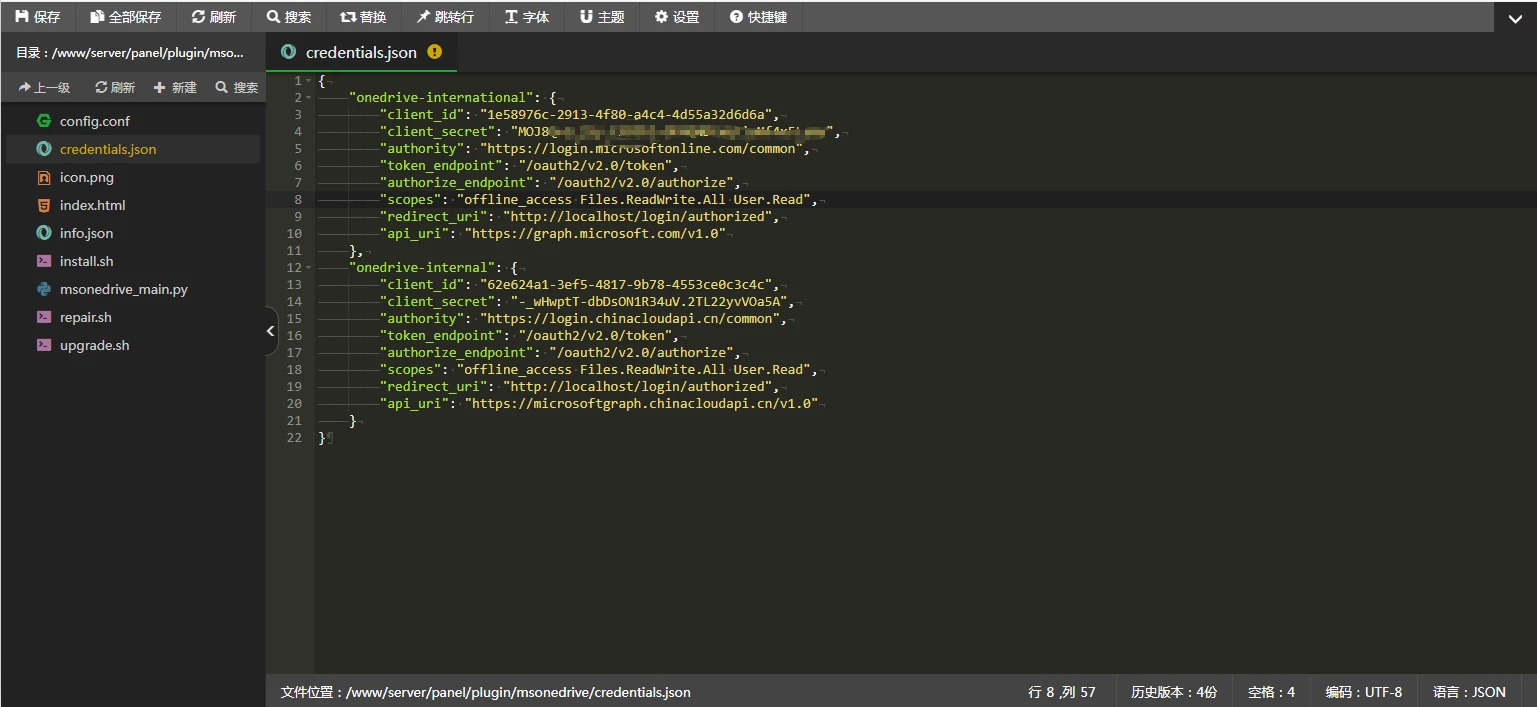 保存 全部保存 刷新 搜索 替换 跳转行 字体 主题 设置 快捷键
目录：/www/server/panel/plugin/mso...
上一级 刷新 新建 搜索
config.conf
credentials.json
icon.png
index.html
info.json
install.sh
msonedrive_main.py
repair.sh
upgrade.sh
credentials.json
1 {
2 "onedrive-international": {
3 "client_id": "1e58976c-2913-4f80-a4c4-4d55a32d6d6a",
4 "client_secret": "MOJ8
5 "authority": "https://login.microsoftonline.com/common",
6 "token_endpoint": "/oauth2/v2.0/token",
7 "authorize_endpoint": "/oauth2/v2.0/authorize",
8 "scopes": "offline_access Files.ReadWrite.All User.Read",
9 "redirect_uri": "http://localhost/login/authorized",
10 "api_uri": "https://graph.microsoft.com/v1.0"
11 },
12 "onedrive-internal": {
13 "client_id": "62e624a1-3ef5-4817-9b78-4553ce0c3c4c",
14 "client_secret": "-_wHwptT-dbDsON1R34uV.2TL22yvVOa5A",
15 "authority": "https://login.chinacloudapi.cn/common",
16 "token_endpoint": "/oauth2/v2.0/token",
17 "authorize_endpoint": "/oauth2/v2.0/authorize",
18 "scopes": "offline_access Files.ReadWrite.All User.Read",
19 "redirect_uri": "http://localhost/login/authorized",
20 "api_uri": "https://microsoftgraph.chinacloudapi.cn/v1.0"
21 }
22 }
文件位置：/www/server/panel/plugin/msonedrive/credentials.json 行 8 ,列 57 历史版本：4份 空格：4 编码：UTF-8 语言：JSON